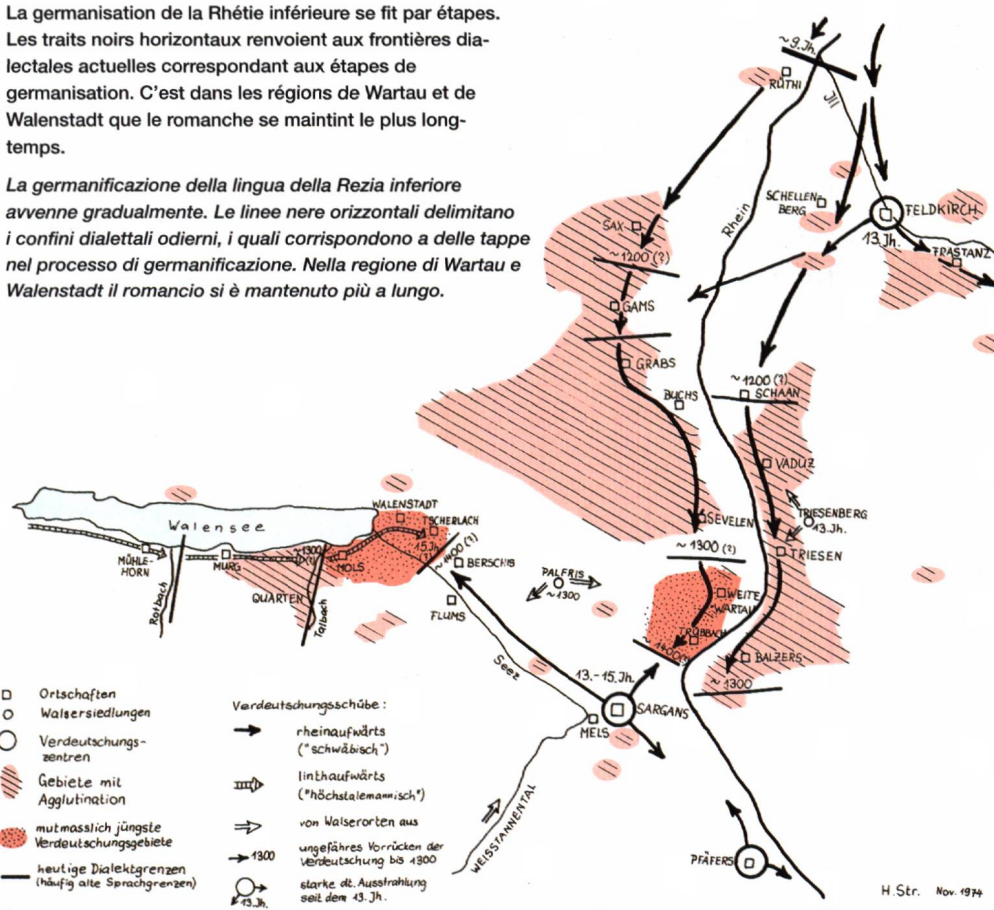 La germanisation de la Rhétie inférieure se fit par étapes.
Les traits noirs horizontaux renvoient aux frontières dia-
lectales actuelles correspondant aux étapes de
germanisation. C'est dans les régions de Wartau et de
Walenstadt que le romanche se maintint le plus long-
temps.
La germanificazione della lingua della Rezia inferiore
avvenne gradualmente. Le linee nere orizzontali delimitano
i confini dialettali odierni, i quali corrispondono a delle tappe
nel processo di germanificazione. Nella regione di Wartau e
Walenstadt il romancio si è mantenuto più a lungo.
~9.Jh.
RÜTHI
Jll
Rhein
SCHELLEN-
BERG
FELDKIRCH
13.Jh.
FRASTANZ
SAX
~1200 (?)
GAMS
GRABS
BUCHS
~1200 (?)
SCHAAN
VADUZ
TRIESENBERG
13.Jh.
TRIESEN
SEVELEN
~1300 (?)
WEITE
WARTAU
TRÜBBACH
~1400(?)
BALZERS
~1300
Walensee
WALENSTADT
TSCHERLACH
15.Jh.
~1400 (?)
BERSCHIS
MÜHLE-
HORN
MURG
~1300
(?)
MOLS
QUARTEN
Rotbach
Talbach
FLUMS
PALFRIS
~1300
Seez
13.-15.Jh.
SARGANS
MELS
WEISSTANNENTAL
PFÄFERS
Ortschaften
Walsersiedlungen
Verdeutschungs-
zentren
Gebiete mit
Agglutination
mutmasslich jüngste
Verdeutschungsgebiete
heutige Dialektgrenzen
(häufig alte Sprachgrenzen)
Verdeutschungsschübe:
rheinaufwärts
("schwäbisch")
linthaufwärts
("höchstalemannisch")
von Walserorten aus
1300
ungefähres Vorrücken der
Verdeutschung bis 1300
13.Jh.
starke dt. Ausstrahlung
seit dem 13. Jh.
H.Str. Nov. 1974